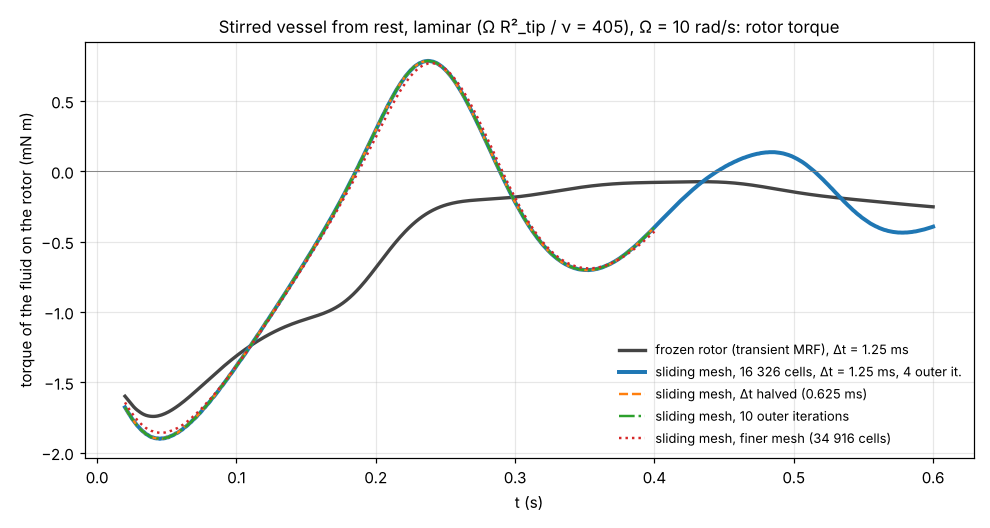 Stirred vessel from rest, laminar (Ω R²_tip / ν = 405), Ω = 10 rad/s: rotor torque
torque of the fluid on the rotor (mN m)
0.5
0.0
−0.5
−1.0
−1.5
−2.0
frozen rotor (transient MRF), Δt = 1.25 ms
sliding mesh, 16 326 cells, Δt = 1.25 ms, 4 outer it.
sliding mesh, Δt halved (0.625 ms)
sliding mesh, 10 outer iterations
sliding mesh, finer mesh (34 916 cells)
0.0 0.1 0.2 0.3 0.4 0.5 0.6
t (s)